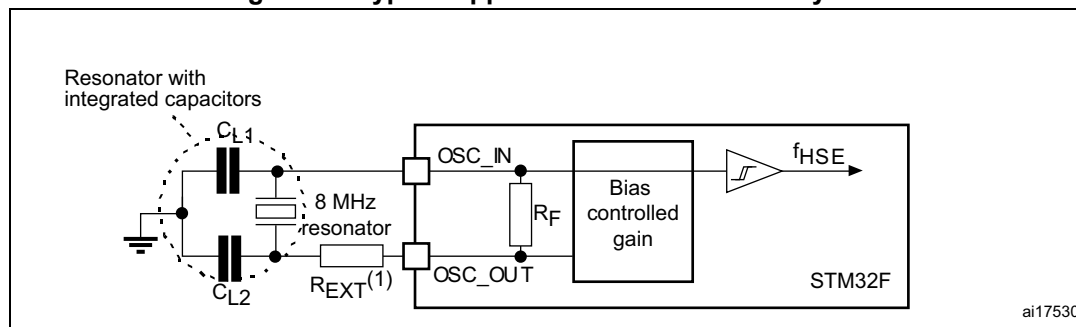 Resonator with
integrated capacitors
CL1
OSC_IN
fHSE
8 MHz
resonator
RF
Bias
controlled
gain
REXT(1)
OSC_OUT
STM32F
CL2
ai17530